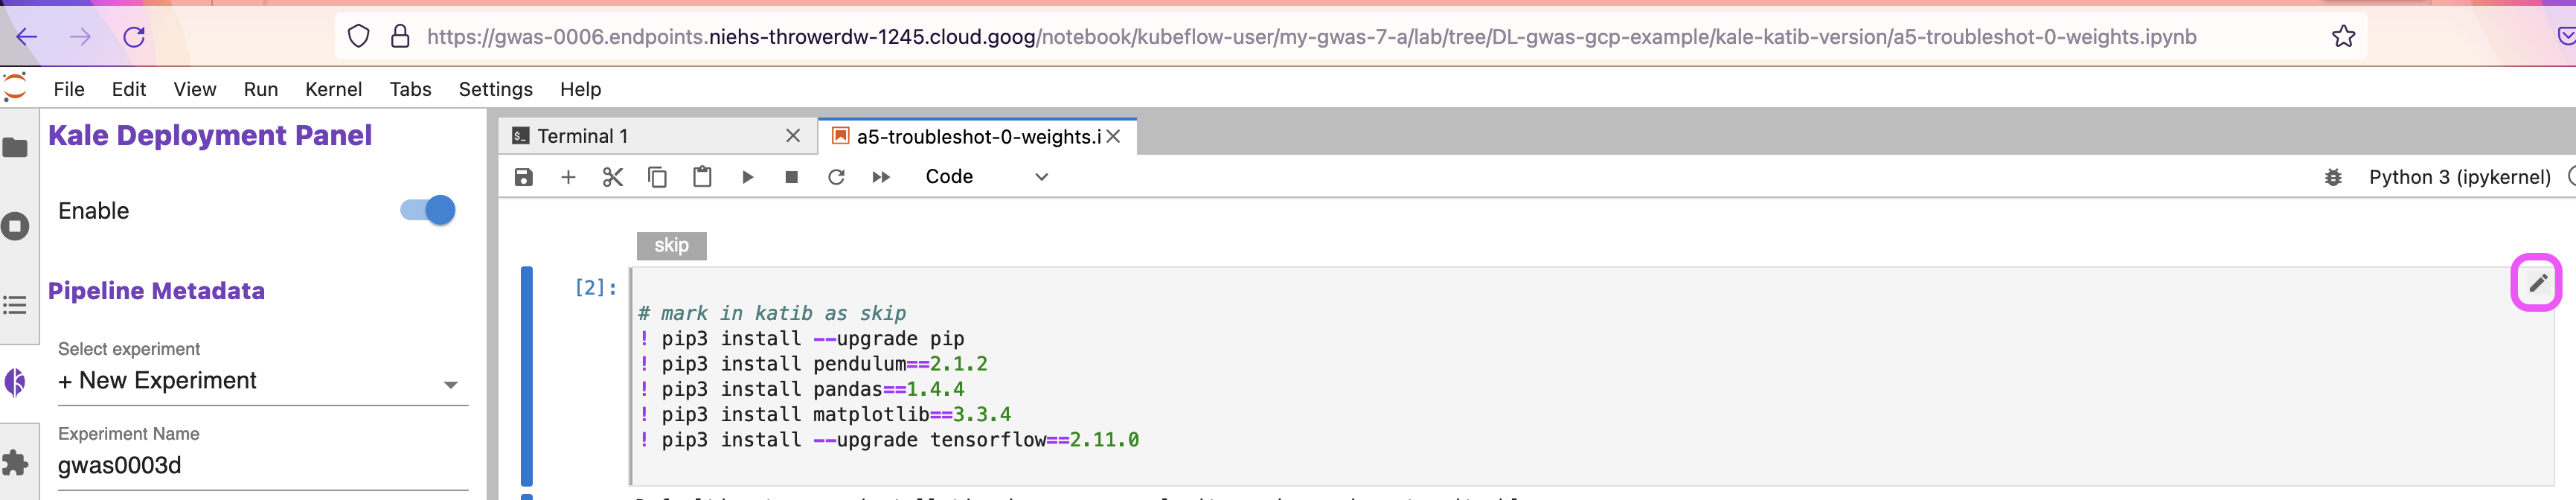 https://gwas-0006.endpoints.niehs-throwerdw-1245.cloud.goog/notebook/kubeflow-user/my-gwas-7-a/lab/tree/DL-gwas-gcp-example/kale-katib-version/a5-troubleshot-0-weights.ipynb
File Edit View Run Kernel Tabs Settings Help
Kale Deployment Panel
Enable
Pipeline Metadata
Select experiment
+ New Experiment
Experiment Name
gwas0003d
Terminal 1
a5-troubleshot-0-weights.i
Code
Python 3 (ipykernel)
skip
[2]:
# mark in katib as skip
! pip3 install --upgrade pip
! pip3 install pendulum==2.1.2
! pip3 install pandas==1.4.4
! pip3 install matplotlib==3.3.4
! pip3 install --upgrade tensorflow==2.11.0